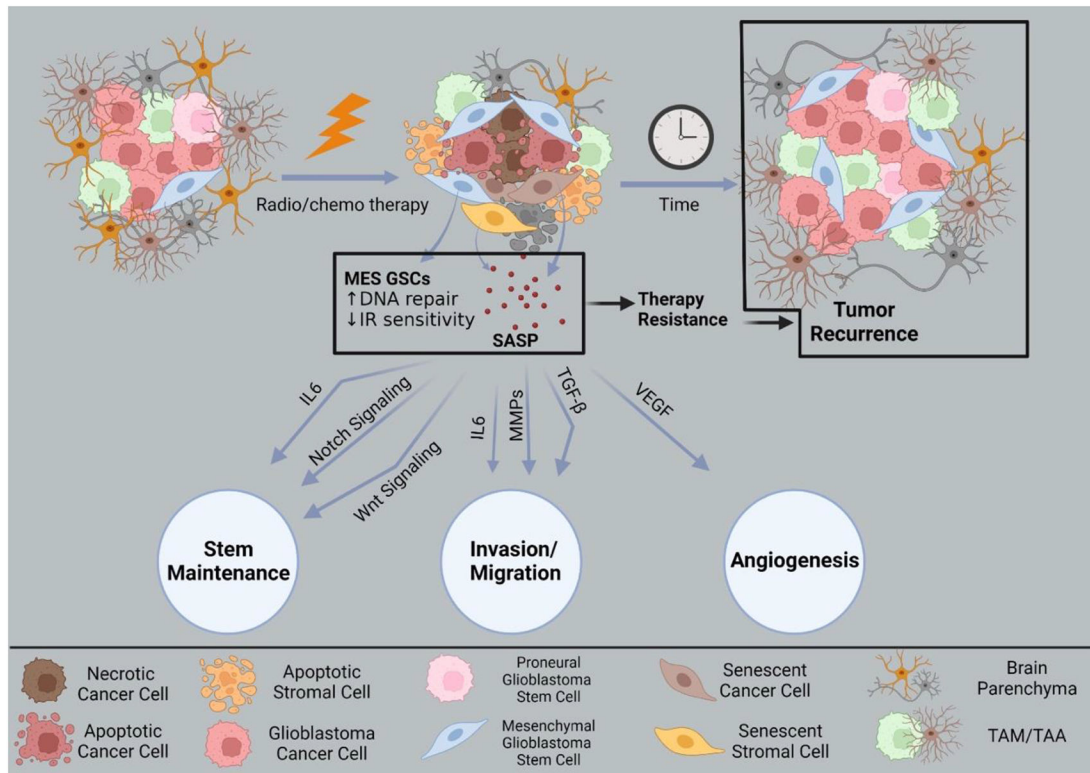 Radio/chemo therapy
Time
MES GSCs
↑DNA repair
↓IR sensitivity
SASP
Therapy
Resistance
Tumor
Recurrence
IL6
Notch Signaling
Wnt Signaling
IL6
MMPs
TGF-β
VEGF
Stem
Maintenance
Invasion/
Migration
Angiogenesis
Necrotic
Cancer Cell
Apoptotic
Stromal Cell
Proneural
Glioblastoma
Stem Cell
Senescent
Cancer Cell
Brain
Parenchyma
Apoptotic
Cancer Cell
Glioblastoma
Cancer Cell
Mesenchymal
Glioblastoma
Stem Cell
Senescent
Stromal Cell
TAM/TAA